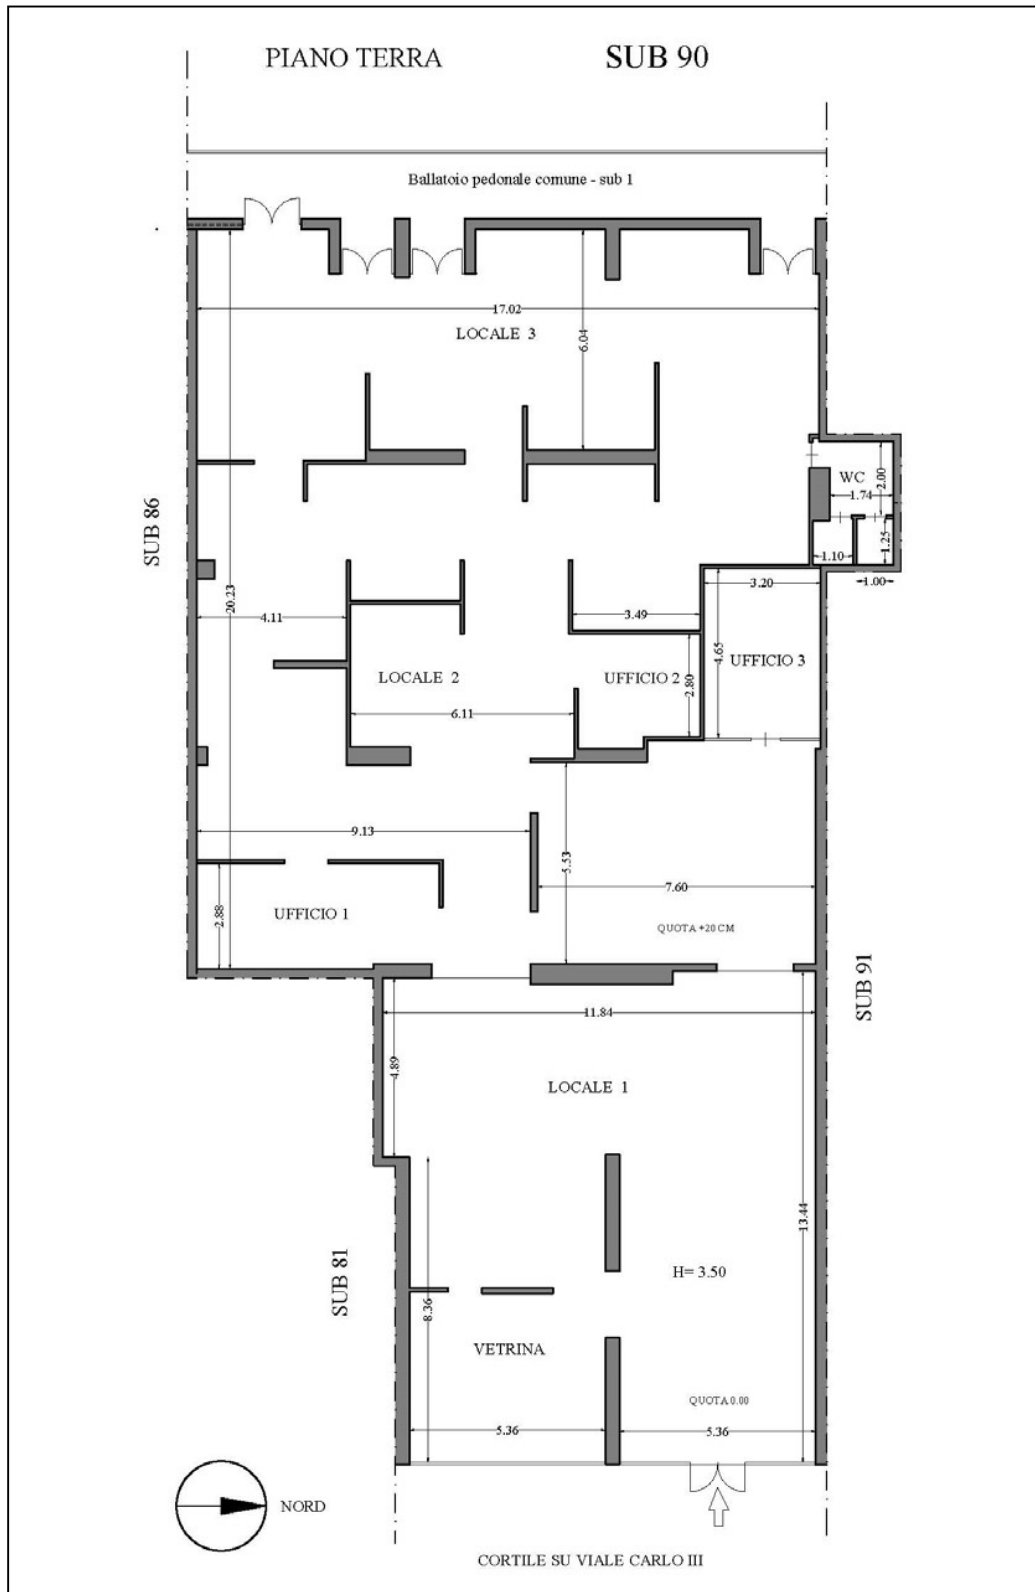 PIANO TERRA
SUB 90
Ballatoio pedonale comune - sub 1
17.02
LOCALE 3
6.04
SUB 86
WC
2.00
1.74
1.10
1.25
1.00
20.23
4.11
3.49
3.20
4.65
UFFICIO 3
LOCALE 2
UFFICIO 2
2.80
6.11
9.13
5.53
7.60
2.88
UFFICIO 1
QUOTA +20 CM
SUB 91
11.84
4.89
LOCALE 1
13.44
SUB 81
H= 3.50
8.36
VETRINA
QUOTA 0.00
5.36
5.36
NORD
CORTILE SU VIALE CARLO III